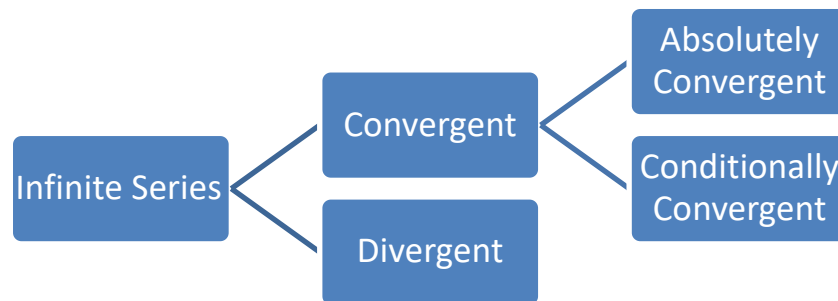 Infinite Series
Convergent
Divergent
Absolutely
Convergent
Conditionally
Convergent